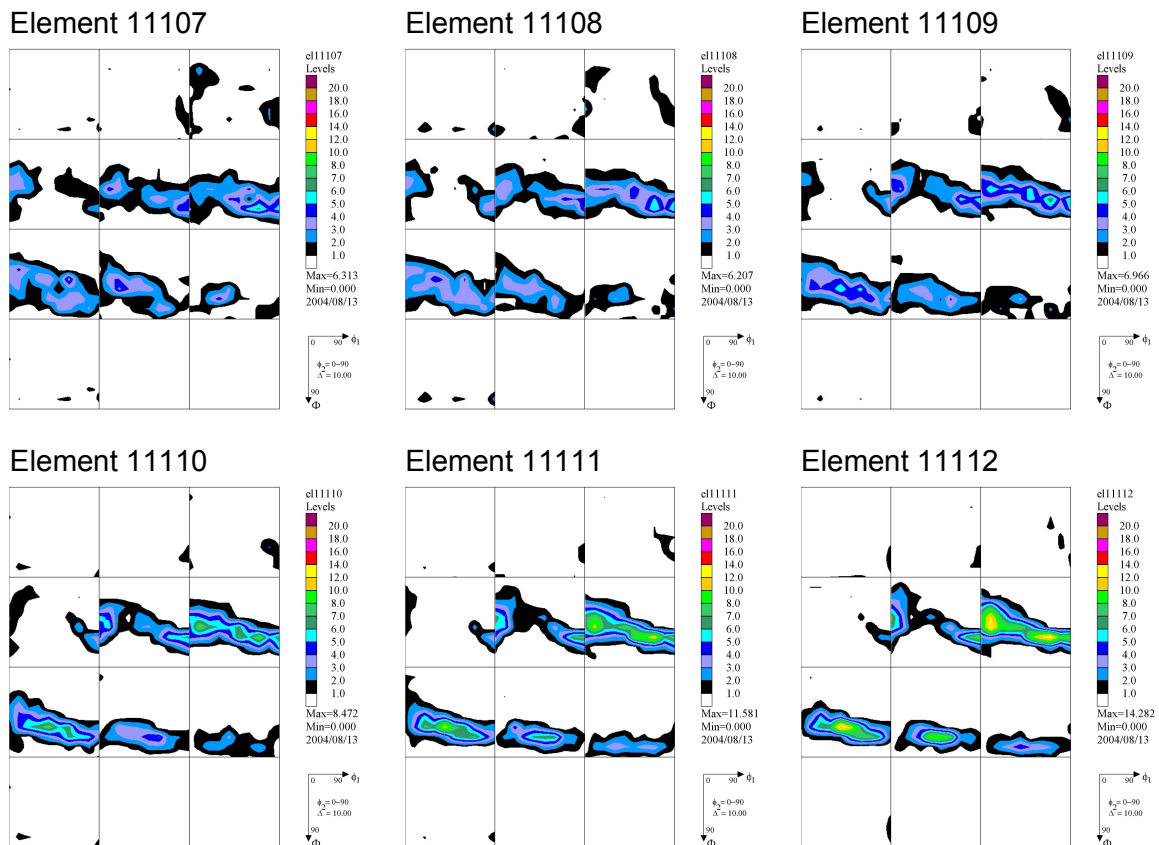 Element 11107
el11107
Levels
20.0
18.0
16.0
14.0
12.0
10.0
8.0
7.0
6.0
5.0
4.0
3.0
2.0
1.0
Max=6.313
Min=0.000
2004/08/13
0 90 ϕ1
ϕ2= 0−90
Δ = 10.00
90
Φ
Element 11108
el11108
Levels
20.0
18.0
16.0
14.0
12.0
10.0
8.0
7.0
6.0
5.0
4.0
3.0
2.0
1.0
Max=6.207
Min=0.000
2004/08/13
0 90 ϕ1
ϕ2= 0−90
Δ = 10.00
90
Φ
Element 11109
el11109
Levels
20.0
18.0
16.0
14.0
12.0
10.0
8.0
7.0
6.0
5.0
4.0
3.0
2.0
1.0
Max=6.966
Min=0.000
2004/08/13
0 90 ϕ1
ϕ2= 0−90
Δ = 10.00
90
Φ
Element 11110
el11110
Levels
20.0
18.0
16.0
14.0
12.0
10.0
8.0
7.0
6.0
5.0
4.0
3.0
2.0
1.0
Max=8.472
Min=0.000
2004/08/13
0 90 ϕ1
ϕ2= 0−90
Δ = 10.00
90
Φ
Element 11111
el11111
Levels
20.0
18.0
16.0
14.0
12.0
10.0
8.0
7.0
6.0
5.0
4.0
3.0
2.0
1.0
Max=11.581
Min=0.000
2004/08/13
0 90 ϕ1
ϕ2= 0−90
Δ = 10.00
90
Φ
Element 11112
el11112
Levels
20.0
18.0
16.0
14.0
12.0
10.0
8.0
7.0
6.0
5.0
4.0
3.0
2.0
1.0
Max=14.282
Min=0.000
2004/08/13
0 90 ϕ1
ϕ2= 0−90
Δ = 10.00
90
Φ